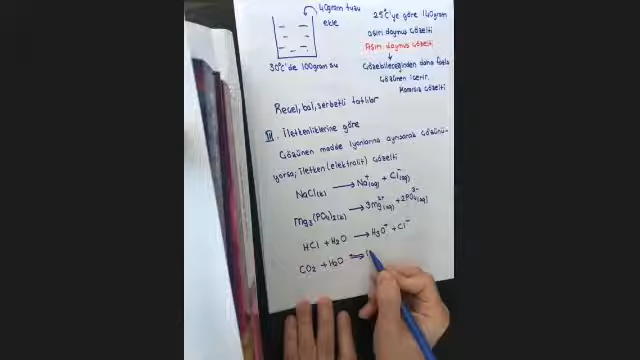 40gram tuzu
ekle
30°C'de 100gram su
25°C'ye göre 140gram
aşırı doymuş çözelti
Aşırı doymuş çözelti
Çözebileceğinden daha fazla
çözünen içerir.
Kararsız çözelti
Reçel, bal, şerbetli tatlılar
III. İletkenliklerine göre
Çözünen madde iyonlarına ayrışarak çözünü-
yorsa; iletken (elektrolit) çözelti
NaCl(k) → Na⁺(aq) + Cl⁻(aq)
Mg₃(PO₄)₂(k) → 3mg²⁺(aq) + 2PO₄³⁻(aq)
HCl + H₂O → H₃O⁺ + Cl⁻
CO₂ + H₂O ⇌